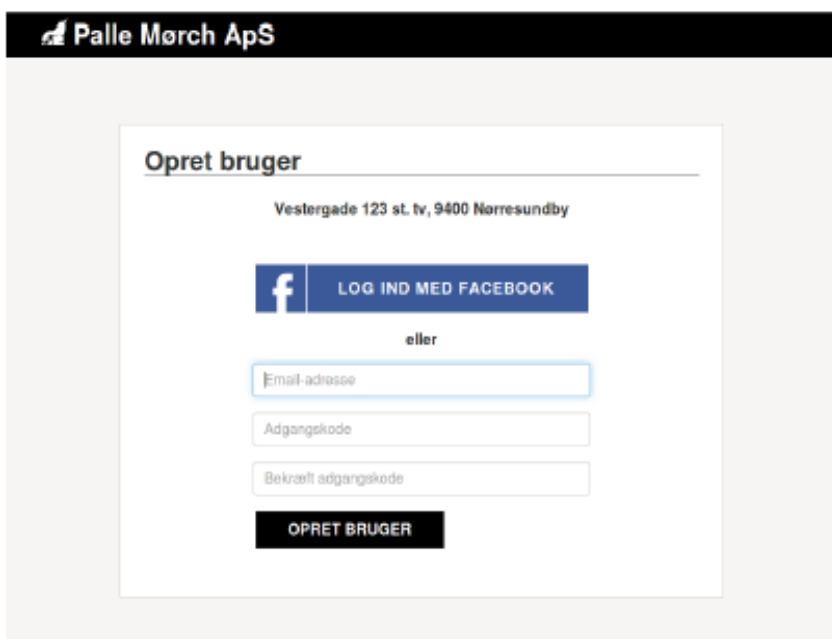 Palle Mørch ApS
Opret bruger
Vestergade 123 st. tv, 9400 Nørresundby
f LOG IND MED FACEBOOK
eller
Email-adresse
Adgangskode
Bekræft adgangskode
OPRET BRUGER